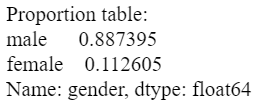 Proportion table:
male 0.887395
female 0.112605
Name: gender, dtype: float64